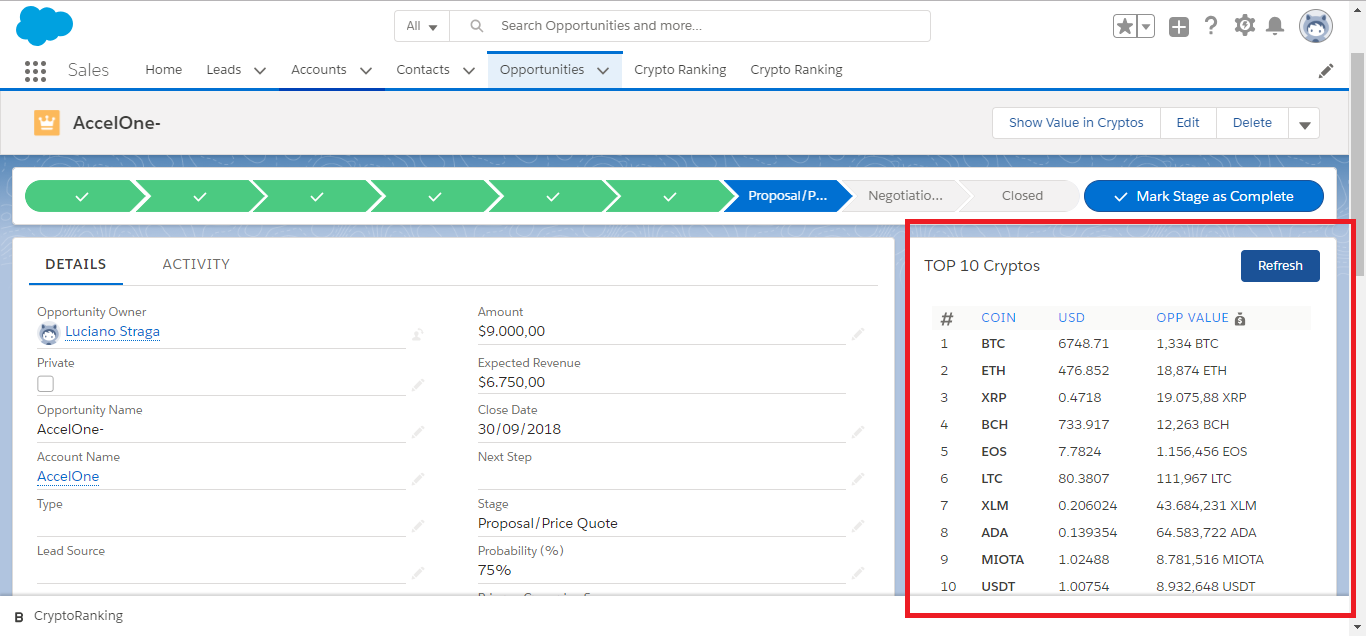 All
Search Opportunities and more...
Sales Home Leads Accounts Contacts Opportunities Crypto Ranking Crypto Ranking
AccelOne-
Show Value in Cryptos Edit Delete
Proposal/P... Negotiatio... Closed Mark Stage as Complete
DETAILS ACTIVITY
Opportunity Owner
Luciano Straga
Private
Opportunity Name
AccelOne-
Account Name
AccelOne
Type
Lead Source
Amount
$9.000,00
Expected Revenue
$6.750,00
Close Date
30/09/2018
Next Step
Stage
Proposal/Price Quote
Probability (%)
75%
TOP 10 Cryptos Refresh
# COIN USD OPP VALUE
1 BTC 6748.71 1,334 BTC
2 ETH 476.852 18,874 ETH
3 XRP 0.4718 19.075,88 XRP
4 BCH 733.917 12,263 BCH
5 EOS 7.7824 1.156,456 EOS
6 LTC 80.3807 111,967 LTC
7 XLM 0.206024 43.684,231 XLM
8 ADA 0.139354 64.583,722 ADA
9 MIOTA 1.02488 8.781,516 MIOTA
10 USDT 1.00754 8.932,648 USDT
B CryptoRanking